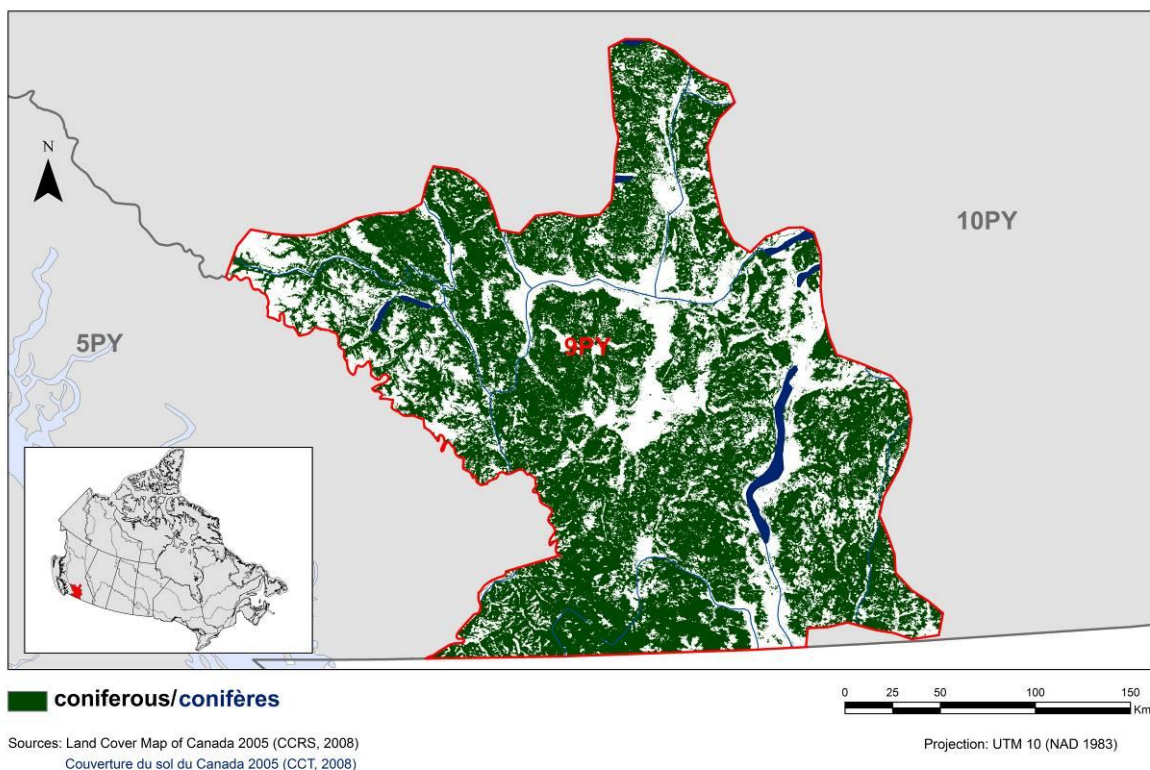 N
10PY
5PY
9PY
coniferous/conifères
0 25 50 100 150
Km
Sources: Land Cover Map of Canada 2005 (CCRS, 2008)
Couverture du sol du Canada 2005 (CCT, 2008)
Projection: UTM 10 (NAD 1983)